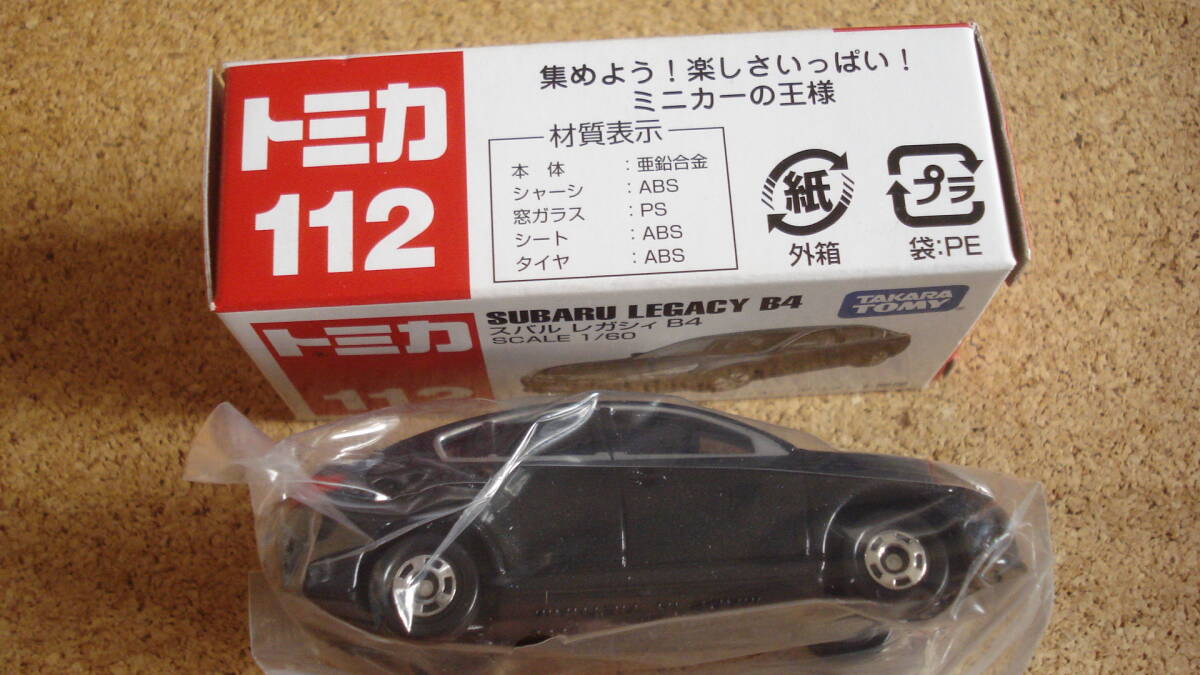 トミカ
112
集めよう!楽しさいっぱい!
ミニカーの王様
材質表示
本 体 :亜鉛合金
シャーシ :ABS
窓ガラス :PS
シート :ABS
タイヤ :ABS
紙
外箱
プラ
袋:PE
トミカ
112
SUBARU LEGACY B4
スバル レガシィ B4
SCALE 1/60
TAKARA
TOMY